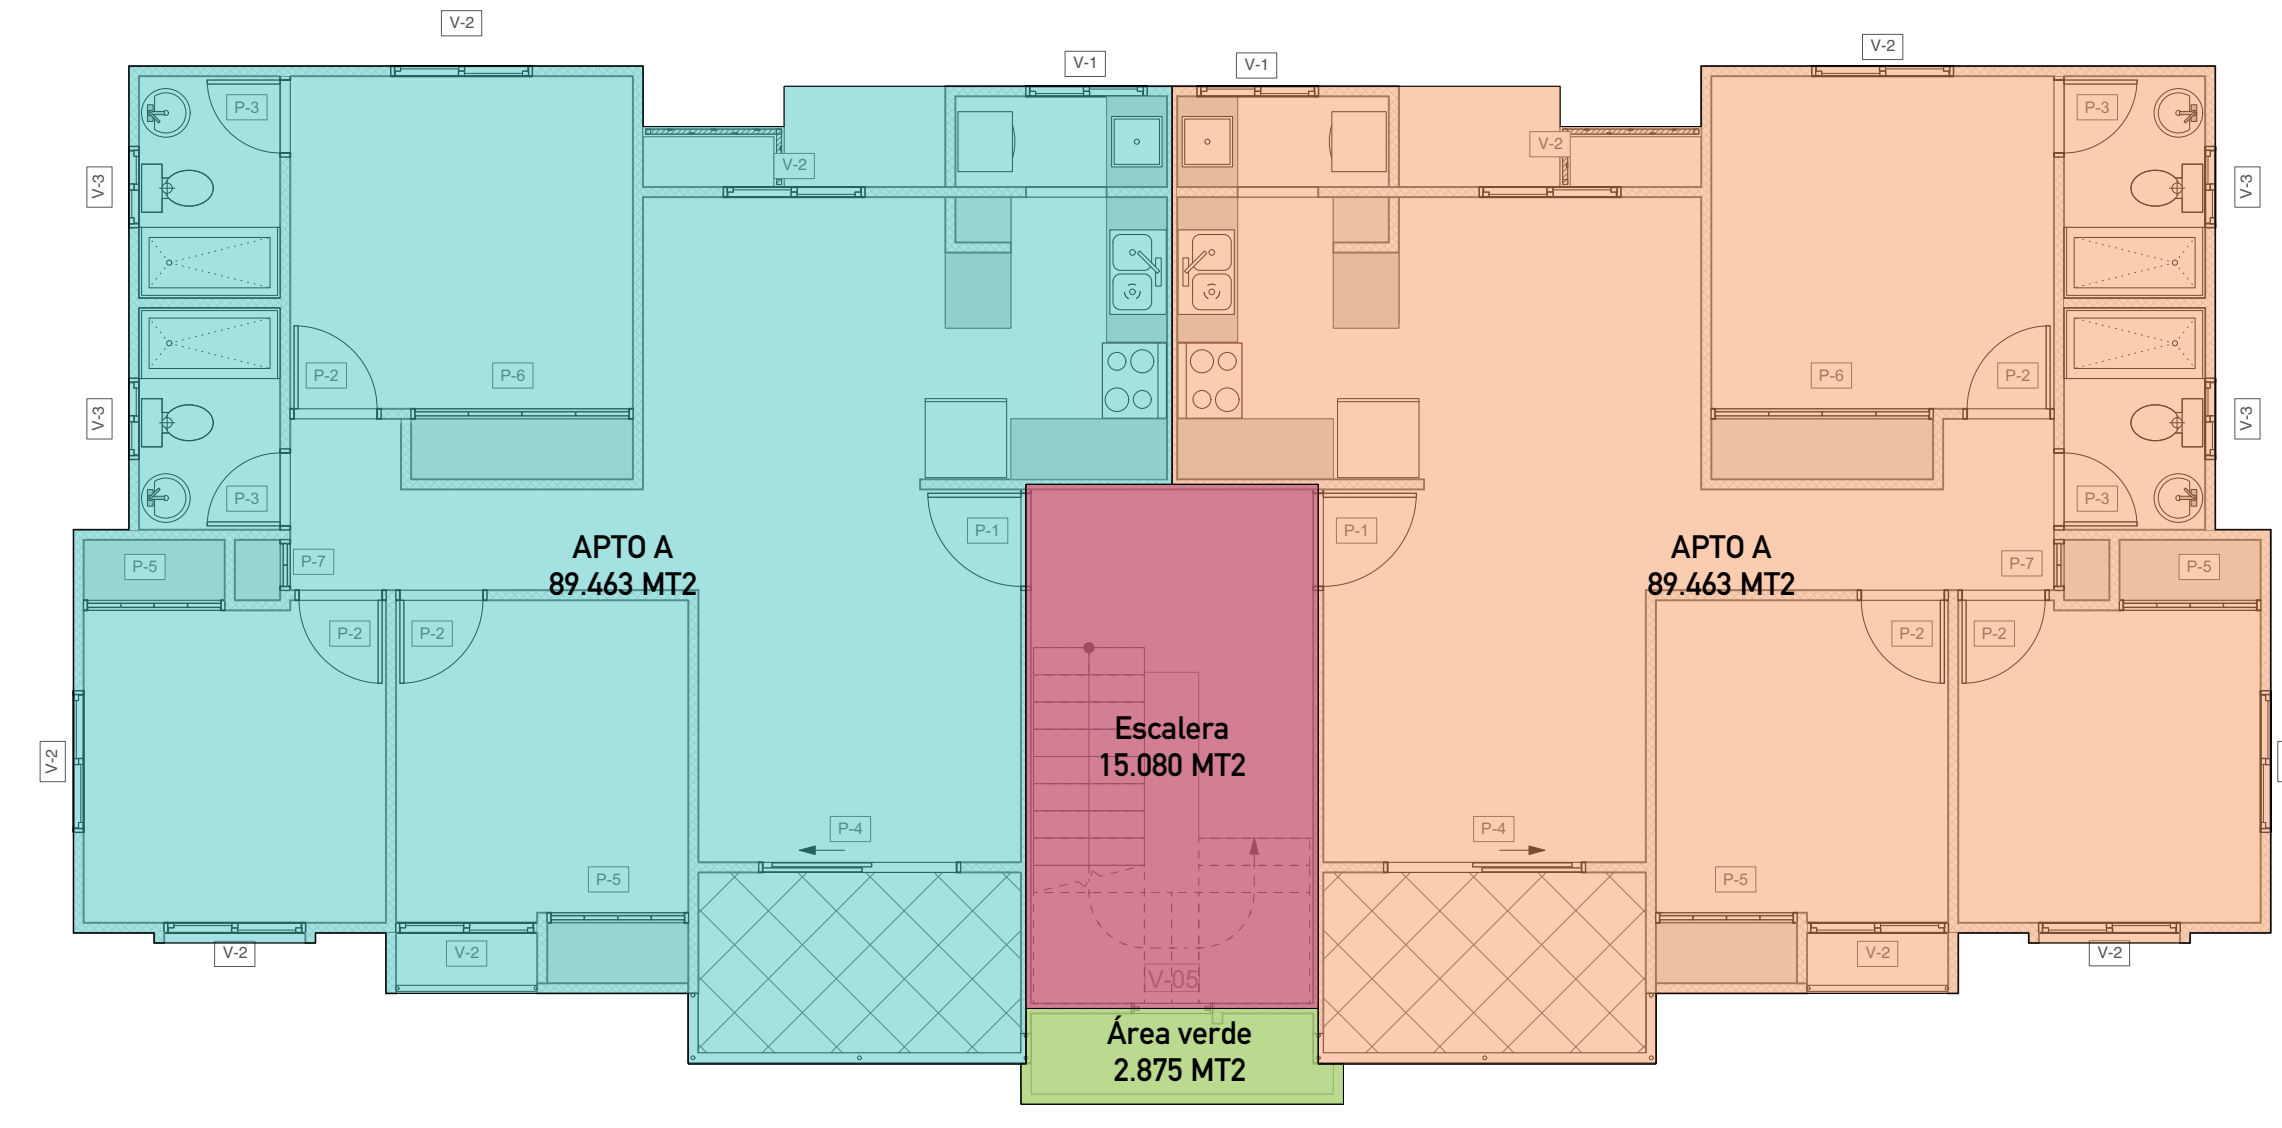 V-2
V-2
V-1
V-1
P-3
P-3
V-2
V-2
V-3
V-3
P-2
P-6
P-6
P-2
V-3
V-3
P-3
P-3
P-1
P-1
APTO A
89.463 MT2
APTO A
89.463 MT2
P-5
P-7
P-7
P-5
P-2
P-2
P-2
P-2
Escalera
15.080 MT2
V-2
P-4
P-4
P-5
P-5
V-2
V-2
V-2
V-2
V-05
Área verde
2.875 MT2